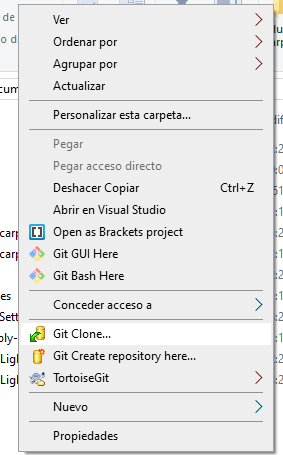 Ver
Ordenar por
Agrupar por
Actualizar
Personalizar esta carpeta...
Pegar
Pegar acceso directo
Deshacer Copiar Ctrl+Z
Abrir en Visual Studio
Open as Brackets project
Git GUI Here
Git Bash Here
Conceder acceso a
Git Clone...
Git Create repository here...
TortoiseGit
Nuevo
Propiedades